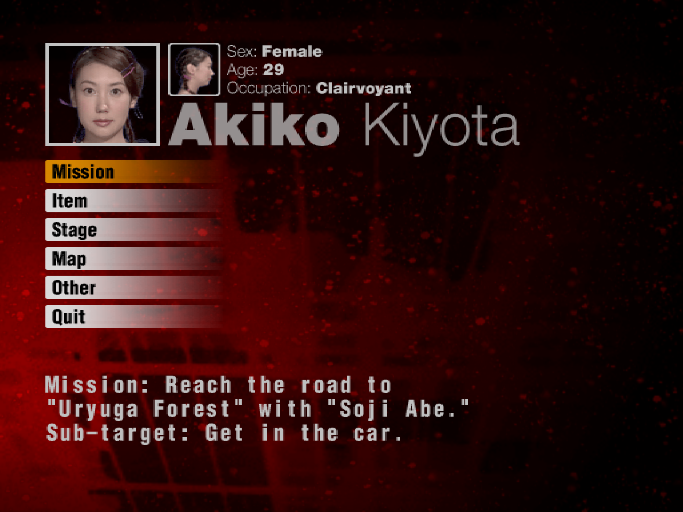 Sex: Female
Age: 29
Occupation: Clairvoyant
Akiko Kiyota
Mission
Item
Stage
Map
Other
Quit
Mission: Reach the road to
"Uryuga Forest" with "Soji Abe."
Sub-target: Get in the car.